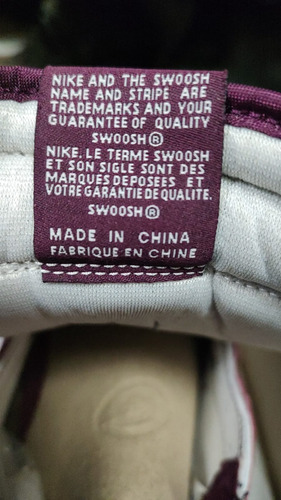 NIKE AND THE SWOOSH
NAME AND STRIPE ARE
TRADEMARKS AND YOUR
GUARANTEE OF QUALITY
SWOOSH®
NIKE, LE TERME SWOOSH
ET SON SIGLE SONT DES
MARQUES DEPOSEES ET
VOTRE GARANTIE DE QUALITE.
SWOOSH®
MADE IN CHINA
FABRIQUE EN CHINE